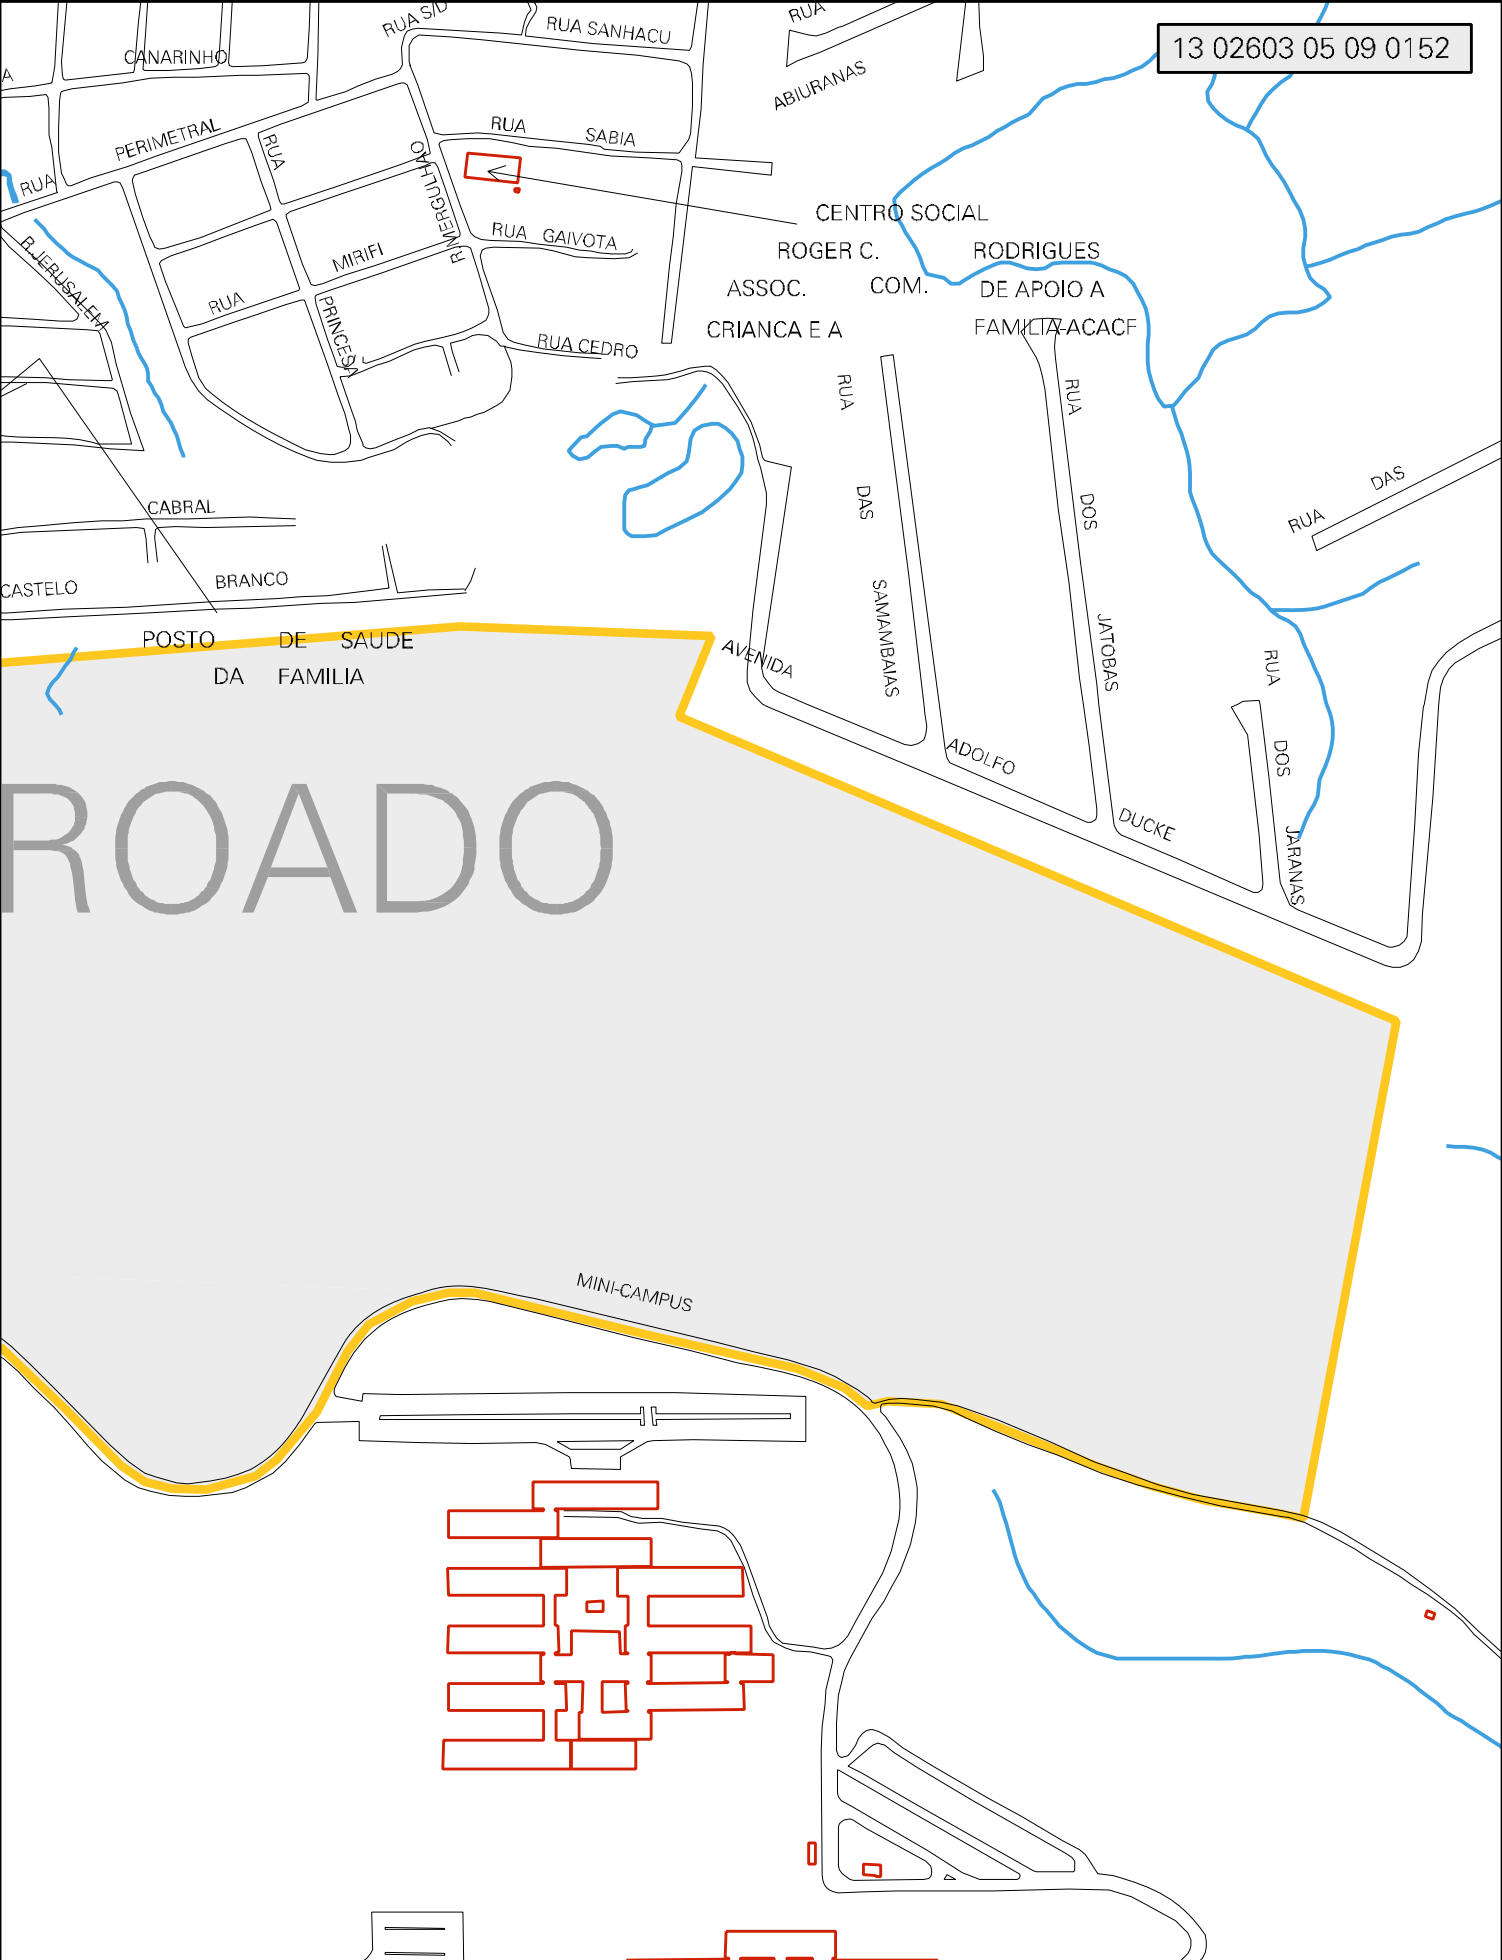 RUA S/D
RUA SANHACU
RUA
ABIURANAS
13 02603 05 09 0152
CANARINHO
A
PERIMETRAL
RUA
RUA
RUA SABIA
R.MERGULHAO
CENTRO SOCIAL
ROGER C. RODRIGUES
ASSOC. COM. DE APOIO A
CRIANCA E A FAMILIA-ACACF
RUA GAIVOTA
MIRIFI
RUA
PRINCESA
R.JERUSALEM
RUA CEDRO
RUA DAS SAMAMBAIAS
RUA DOS JATOBAS
RUA DAS
CABRAL
CASTELO BRANCO
POSTO DE SAUDE
DA FAMILIA
AVENIDA ADOLFO DUCKE
RUA DOS JARANAS
ROADO
MINI-CAMPUS